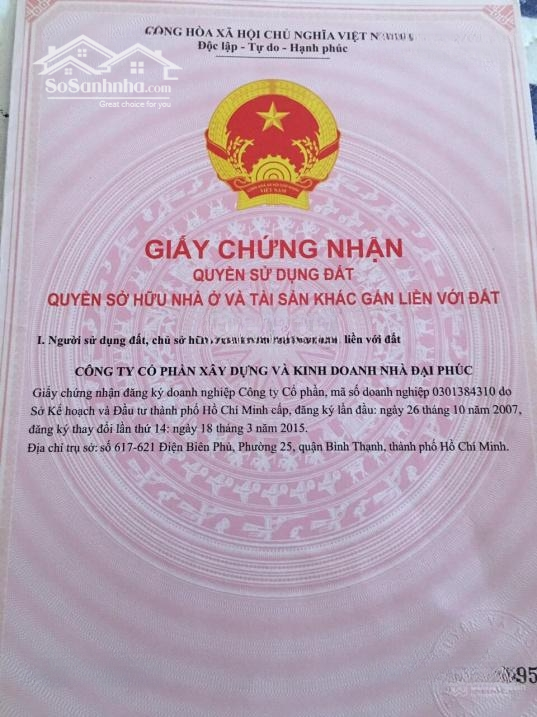 CỘNG HÒA XÃ HỘI CHỦ NGHĨA VIỆT
Độc lập - Tự do - Hạnh phúc
SoSanhnha.com
Great choice for you
VIỆT NAM
GIẤY CHỨNG NHẬN
QUYỀN SỬ DỤNG ĐẤT
QUYỀN SỞ HỮU NHÀ Ở VÀ TÀI SẢN KHÁC GẮN LIỀN VỚI ĐẤT
I. Người sử dụng đất, chủ sở hữu liền với đất
CÔNG TY CỔ PHẦN XÂY DỰNG VÀ KINH DOANH NHÀ ĐẠI PHÚC
Giấy chứng nhận đăng ký doanh nghiệp Công ty Cổ phần, mã số doanh nghiệp 0301384310 do
Sở Kế hoạch và Đầu tư thành phố Hồ Chí Minh cấp, đăng ký lần đầu: ngày 26 tháng 10 năm 2007,
đăng ký thay đổi lần thứ 14: ngày 18 tháng 3 năm 2015.
Địa chỉ trụ sở: số 617-621 Điện Biên Phủ, Phường 25, quận Bình Thạnh, thành phố Hồ Chí Minh.
95